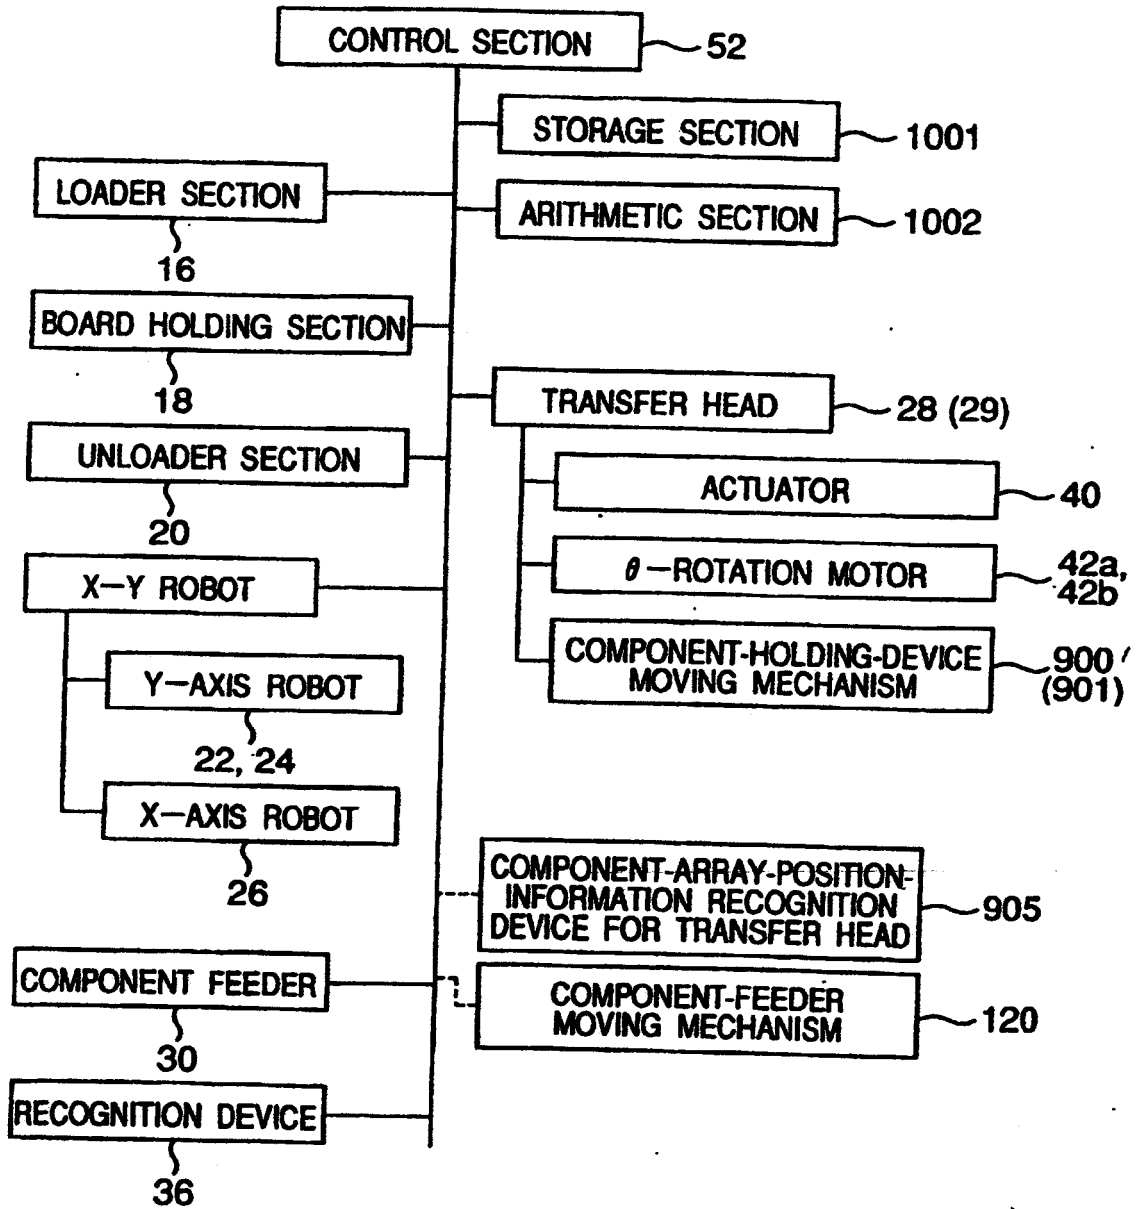 CONTROL SECTION
52
STORAGE SECTION
1001
LOADER SECTION
16
ARITHMETIC SECTION
1002
BOARD HOLDING SECTION
18
TRANSFER HEAD
28 (29)
UNLOADER SECTION
20
ACTUATOR
40
X-Y ROBOT
θ-ROTATION MOTOR
42a,
42b
COMPONENT-HOLDING-DEVICE
MOVING MECHANISM
900
(901)
Y-AXIS ROBOT
22, 24
X-AXIS ROBOT
26
COMPONENT-ARRAY-POSITION-
INFORMATION RECOGNITION
DEVICE FOR TRANSFER HEAD
905
COMPONENT FEEDER
30
COMPONENT-FEEDER
MOVING MECHANISM
120
RECOGNITION DEVICE
36